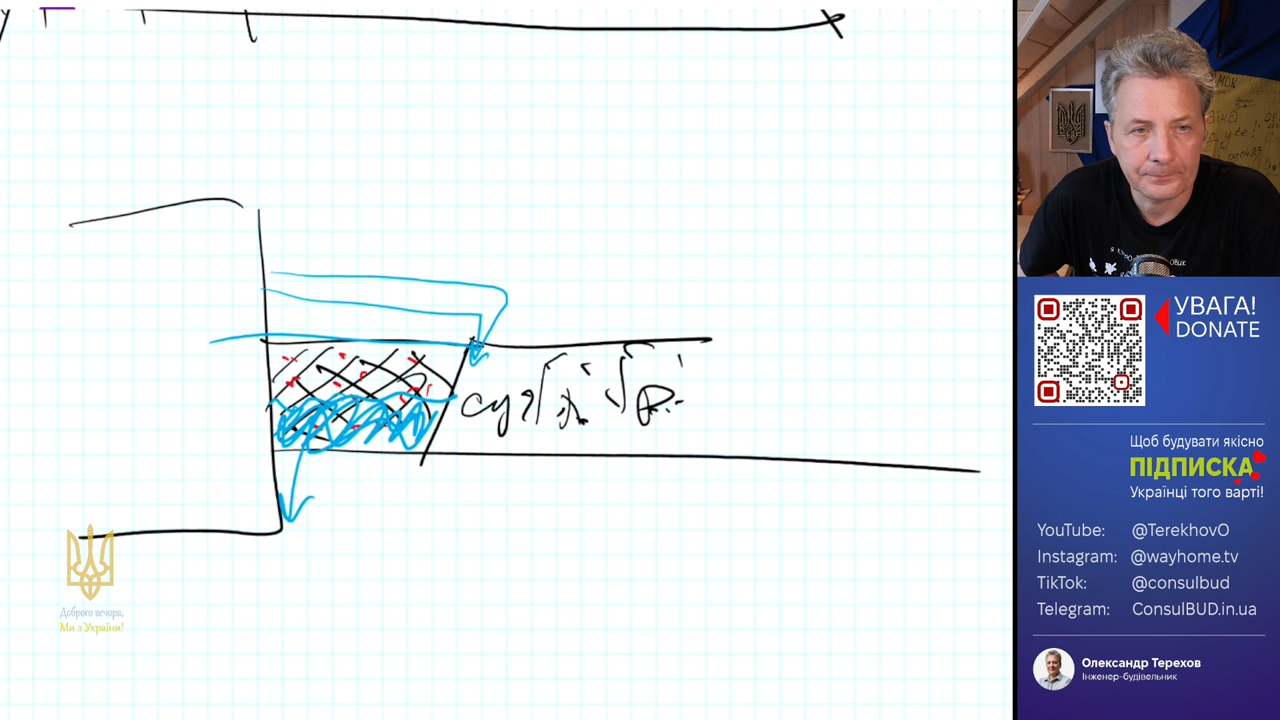 УВАГА!
DONATE
Щоб будувати якісно
ПІДПИСКА
Українці того варті!
YouTube: @TerekhovO
Instagram: @wayhome.tv
TikTok: @consulbud
Telegram: ConsulBUD.in.ua
Олександр Терехов
Інженер-будівельник
Доброго вечора,
Ми з України!